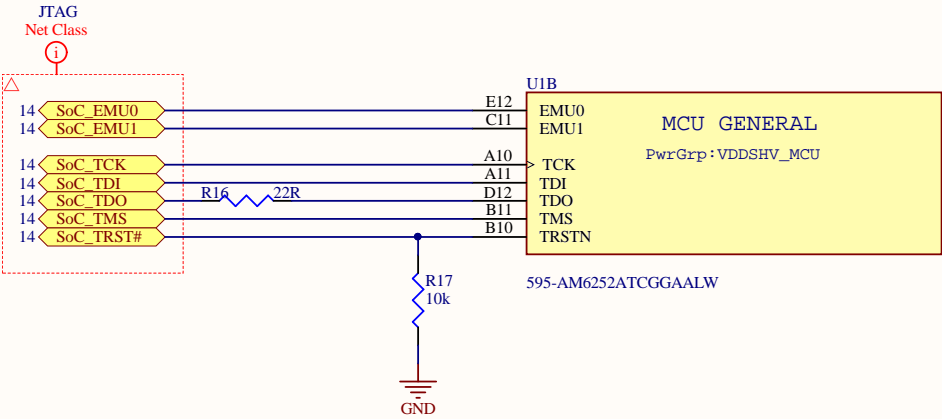 JTAG
Net Class
i
U1B
14 SoC_EMU0 E12 EMU0
14 SoC_EMU1 C11 EMU1
MCU GENERAL
PwrGrp:VDDSHV_MCU
14 SoC_TCK A10 TCK
14 SoC_TDI A11 TDI
14 SoC_TDO R16 22R D12 TDO
14 SoC_TMS B11 TMS
14 SoC_TRST# B10 TRSTN
R17
10k
595-AM6252ATCGGAALW
GND